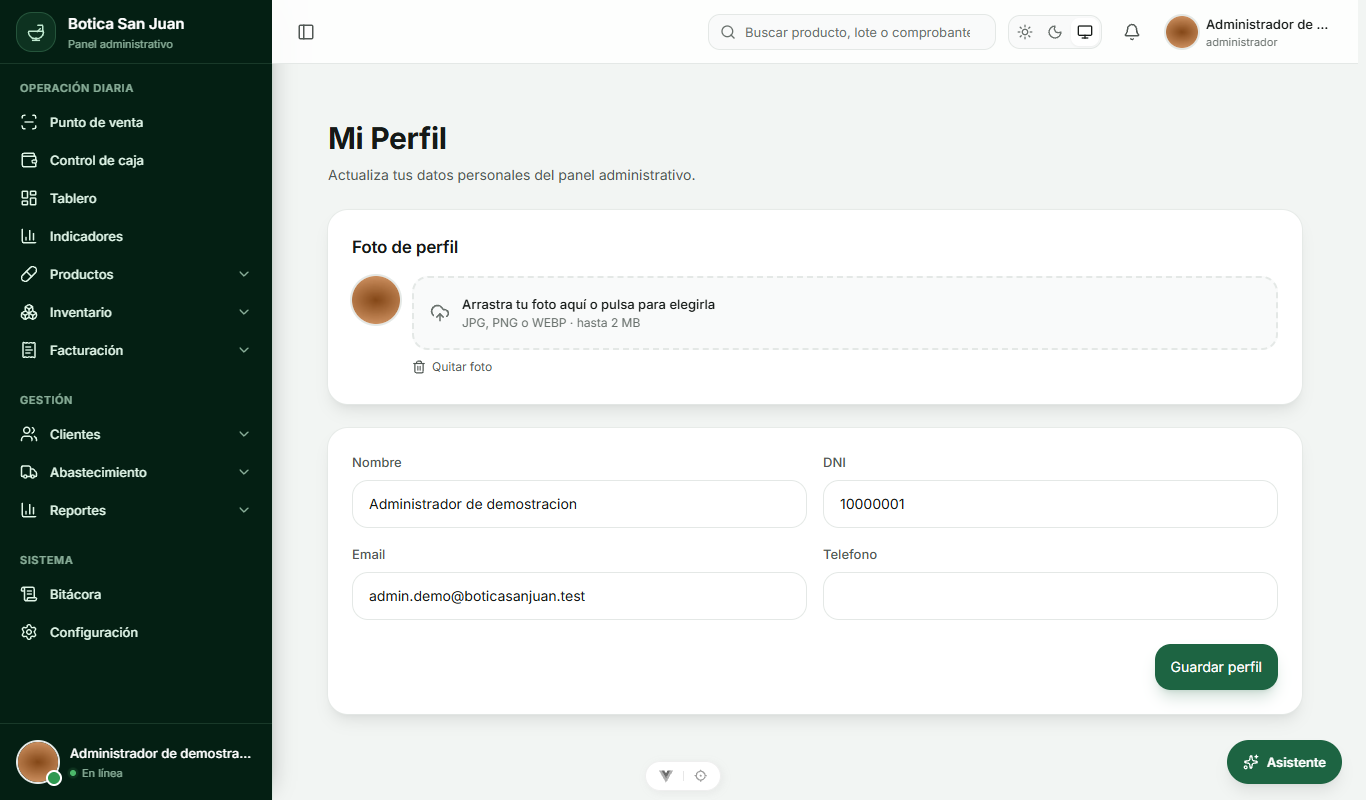 Botica San Juan
Panel administrativo
OPERACIÓN DIARIA
Punto de venta
Control de caja
Tablero
Indicadores
Productos
Inventario
Facturación
GESTIÓN
Clientes
Abastecimiento
Reportes
SISTEMA
Bitácora
Configuración
Administrador de demostra...
En línea
Buscar producto, lote o comprobante
Administrador de ...
administrador
Mi Perfil
Actualiza tus datos personales del panel administrativo.
Foto de perfil
Arrastra tu foto aquí o pulsa para elegirla
JPG, PNG o WEBP · hasta 2 MB
Quitar foto
Nombre
Administrador de demostracion
DNI
10000001
Email
admin.demo@boticasanjuan.test
Telefono
Guardar perfil
Asistente